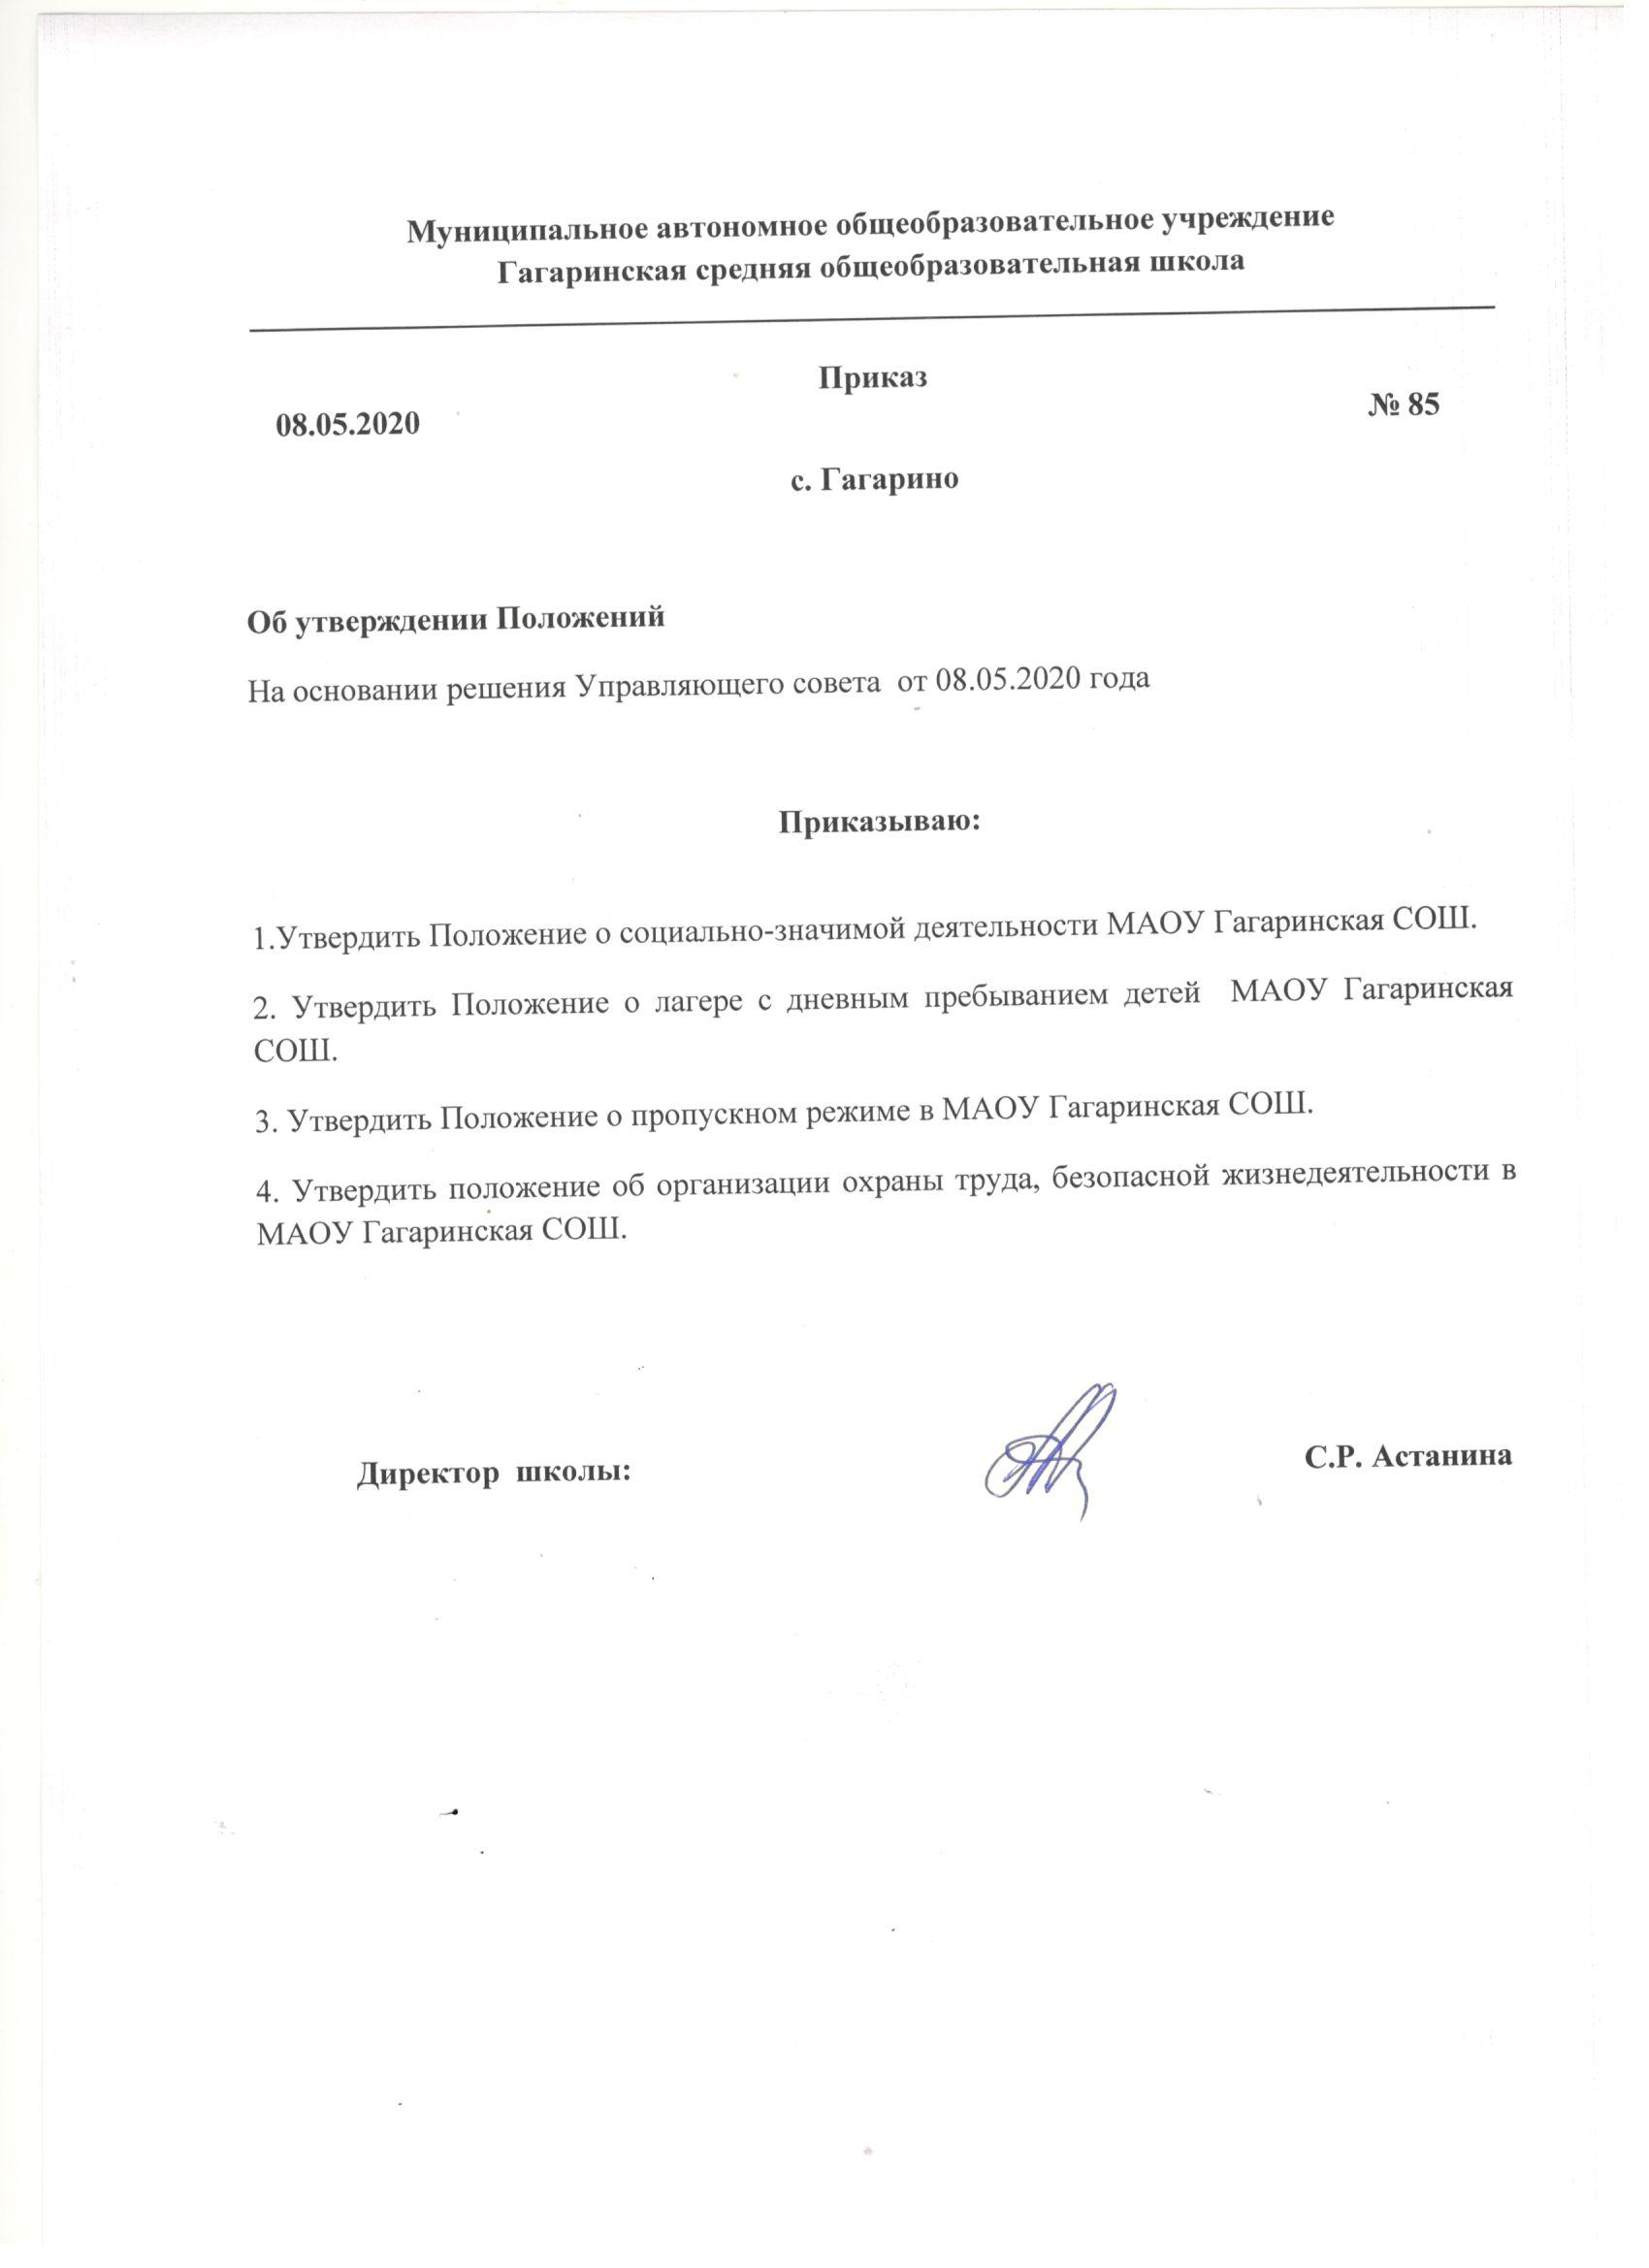 Муниципальное автономное общеобразовательное учреждение
Гагаринская средняя общеобразовательная школа
Приказ
08.05.2020 № 85
с. Гагарино
Об утверждении Положений
На основании решения Управляющего совета от 08.05.2020 года
Приказываю:
1.Утвердить Положение о социально-значимой деятельности МАОУ Гагаринская СОШ.
2. Утвердить Положение о лагере с дневным пребыванием детей МАОУ Гагаринская
СОШ.
3. Утвердить Положение о пропускном режиме в МАОУ Гагаринская СОШ.
4. Утвердить положение об организации охраны труда, безопасной жизнедеятельности в
МАОУ Гагаринская СОШ.
Директор школы: С.Р. Астанина